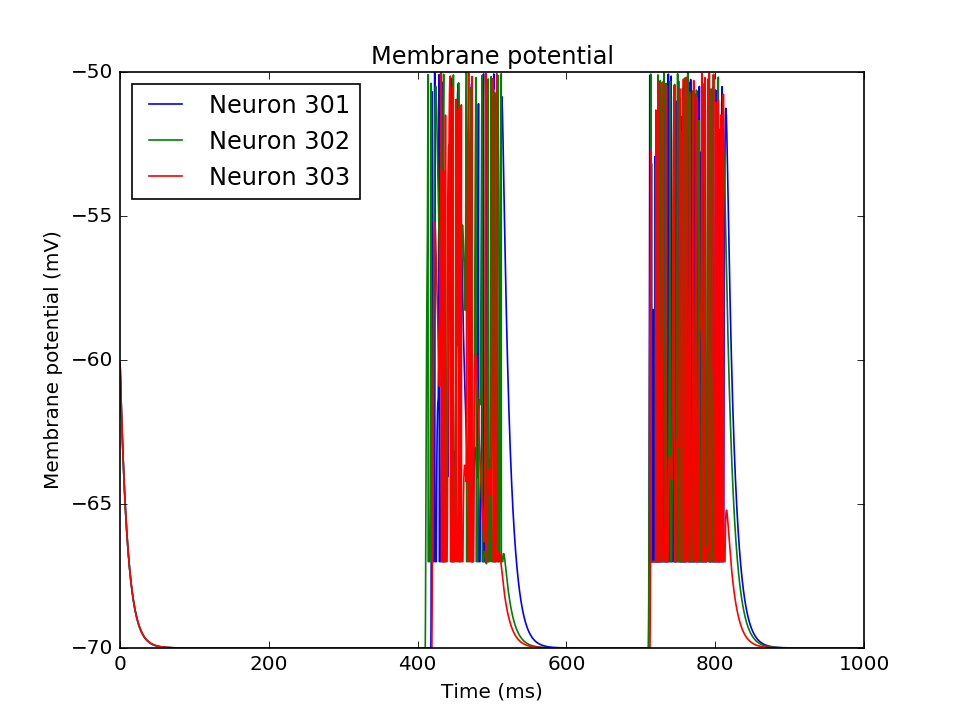 Membrane potential
−50
−55
−60
−65
−70
Membrane potential (mV)
Neuron 301
Neuron 302
Neuron 303
0
200
400
600
800
1000
Time (ms)